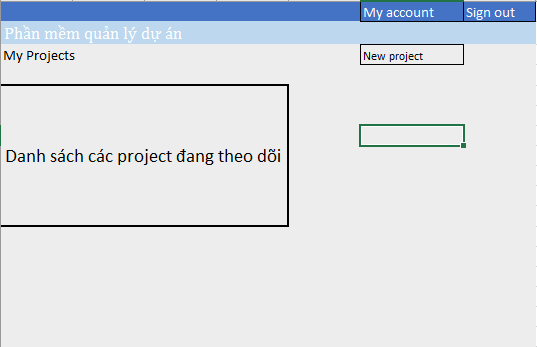 My account Sign out
Phần mềm quản lý dự án
My Projects New project
Danh sách các project đang theo dõi